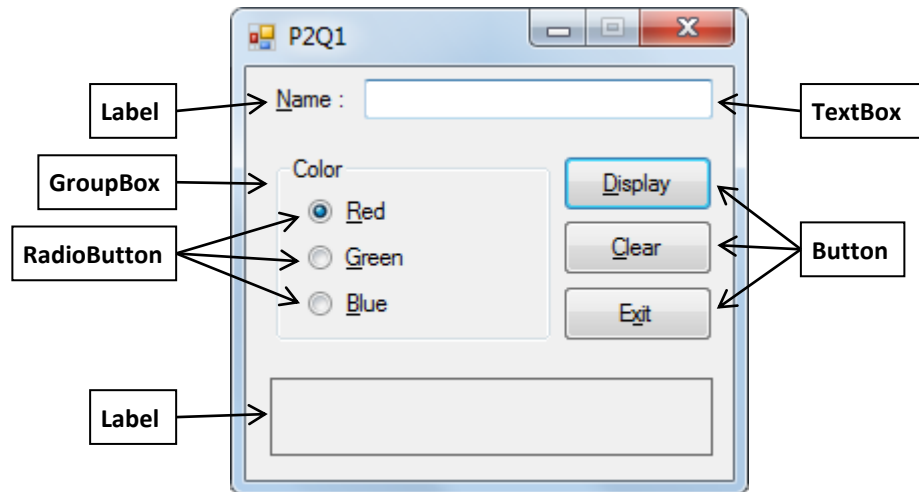 P2Q1
Label
Name :
TextBox
GroupBox
Color
Display
Red
RadioButton
Green
Clear
Button
Blue
Exit
Label